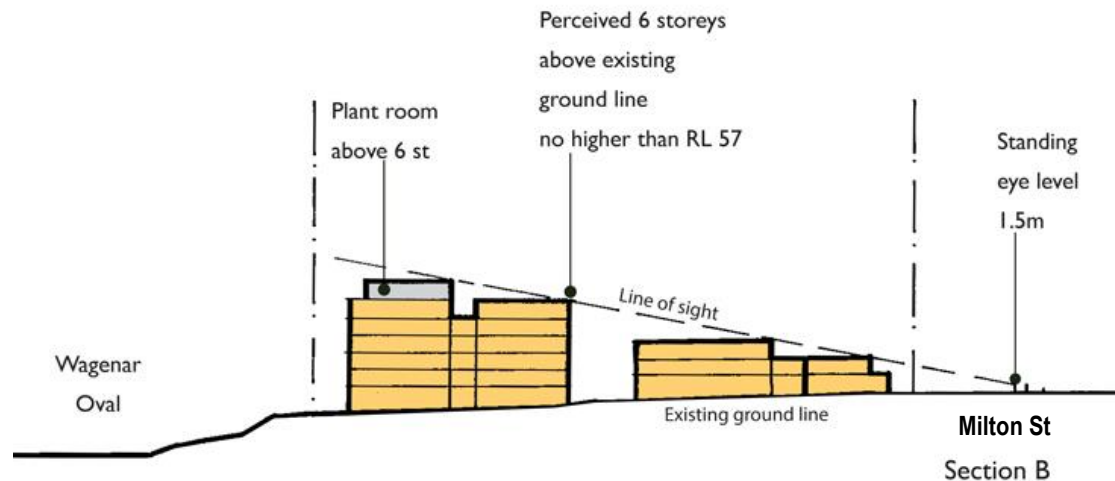 Perceived 6 storeys
above existing
ground line
no higher than RL 57
Plant room
above 6 st
Standing
eye level
1.5m
Line of sight
Wagenar
Oval
Existing ground line
Milton St
Section B